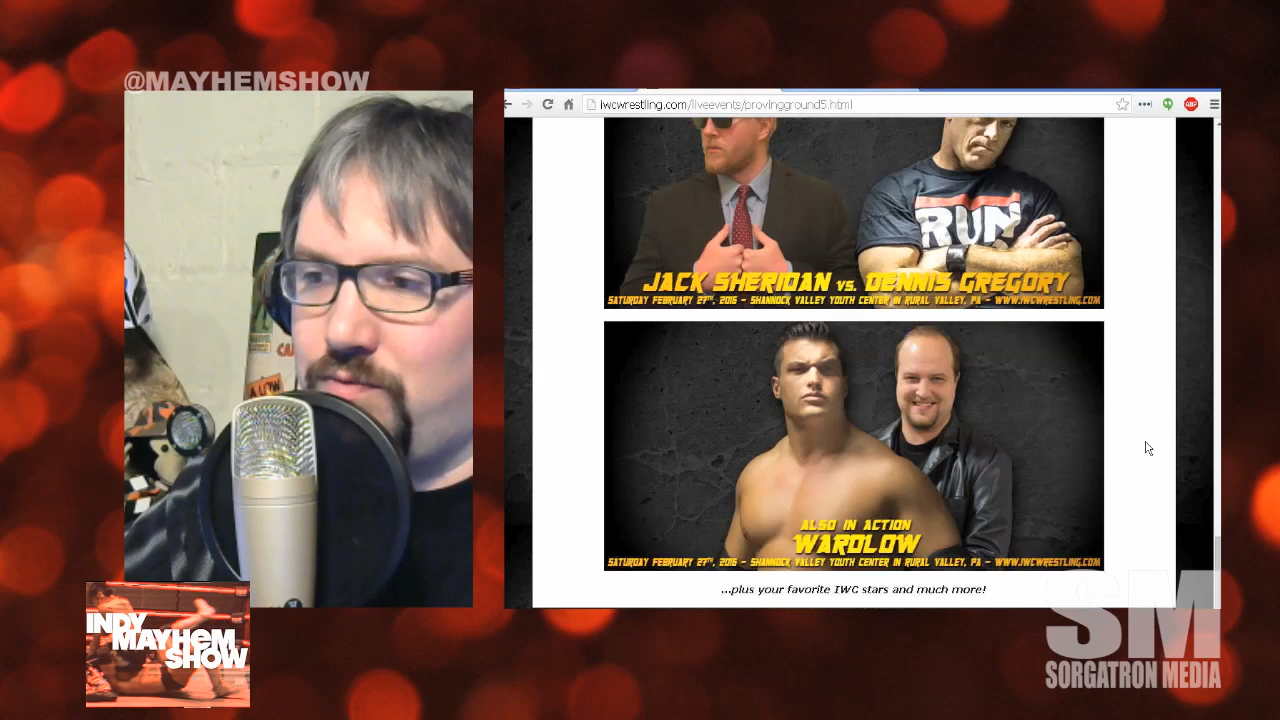 @MAYHEMSHOW
iwcwrestling.com/liveevents/provingground5.html
ABP
RUN
JACK SHERIDAN VS. DENNIS GREGORY
SATURDAY FEBRUARY 27TH, 2016 - SHANNOCK VALLEY YOUTH CENTER IN RURAL VALLEY, PA - WWW.IWCWRESTLING.COM
ALSO IN ACTION
WARDLOW
SATURDAY FEBRUARY 27TH, 2016 - SHANNOCK VALLEY YOUTH CENTER IN RURAL VALLEY, PA - WWW.IWCWRESTLING.COM
...plus your favorite IWC stars and much more!
INDY
MAYHEM
SHOW
SM
SORGATRON MEDIA